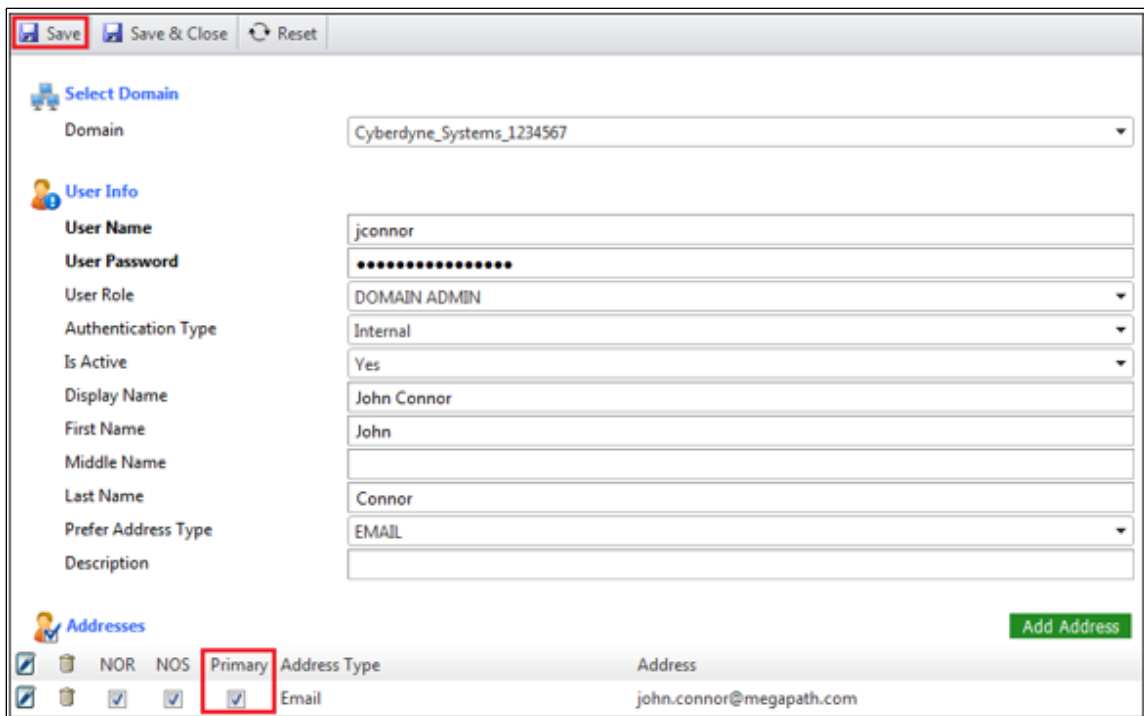 Save Save & Close Reset
Select Domain
Domain Cyberdyne_Systems_1234567
User Info
User Name jconnor
User Password ••••••••••••••••
User Role DOMAIN ADMIN
Authentication Type Internal
Is Active Yes
Display Name John Connor
First Name John
Middle Name
Last Name Connor
Prefer Address Type EMAIL
Description
Addresses Add Address
NOR NOS Primary Address Type Address
Email john.connor@megapath.com